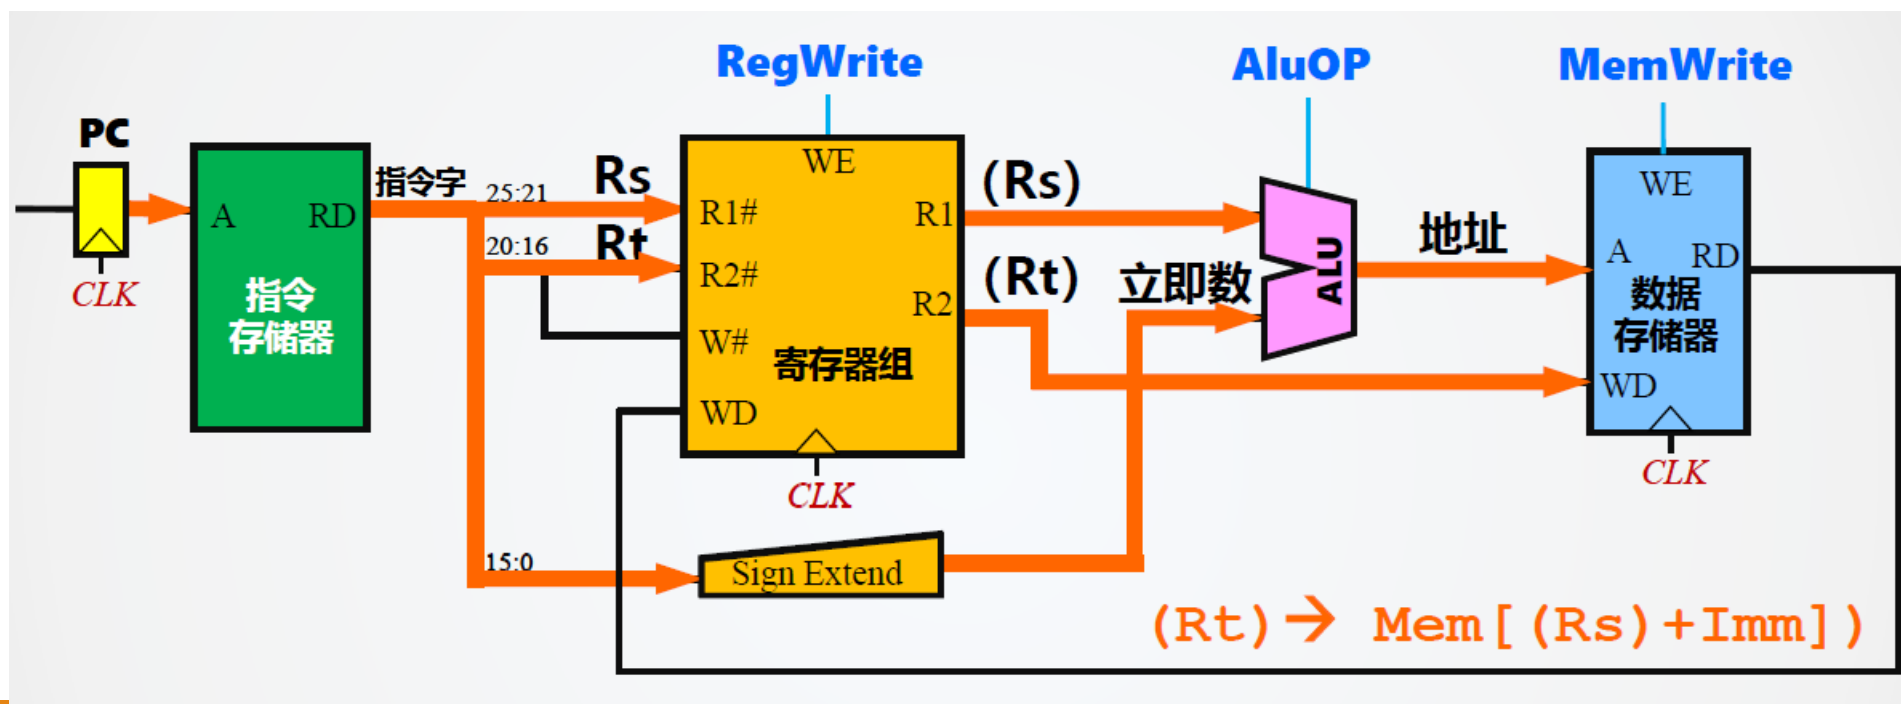 RegWrite
AluOP
MemWrite
PC
CLK
A
RD
指令
存储器
指令字
25:21
Rs
20:16
Rt
15:0
WE
R1#
R1
R2#
R2
W#
寄存器组
WD
CLK
Sign Extend
(Rs)
(Rt)
立即数
ALU
地址
WE
A
RD
数据
存储器
WD
CLK
(Rt)→ Mem[(Rs)+Imm])